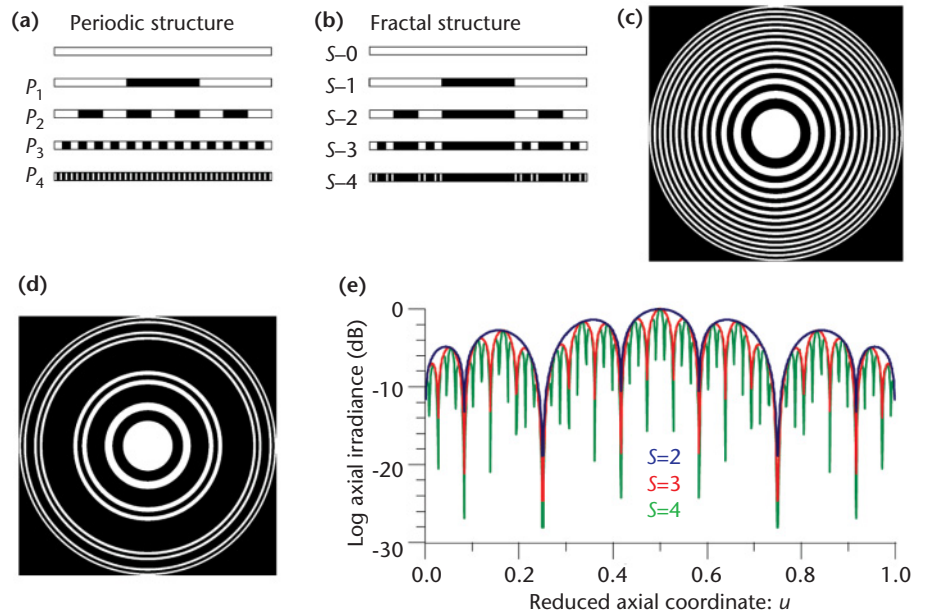 (a) Periodic structure
P1
P2
P3
P4
(b) Fractal structure
S–0
S–1
S–2
S–3
S–4
(c)
(d)
(e)
Log axial irradiance (dB)
0
-10
-20
-30
S=2
S=3
S=4
0.0 0.2 0.4 0.6 0.8 1.0
Reduced axial coordinate: u